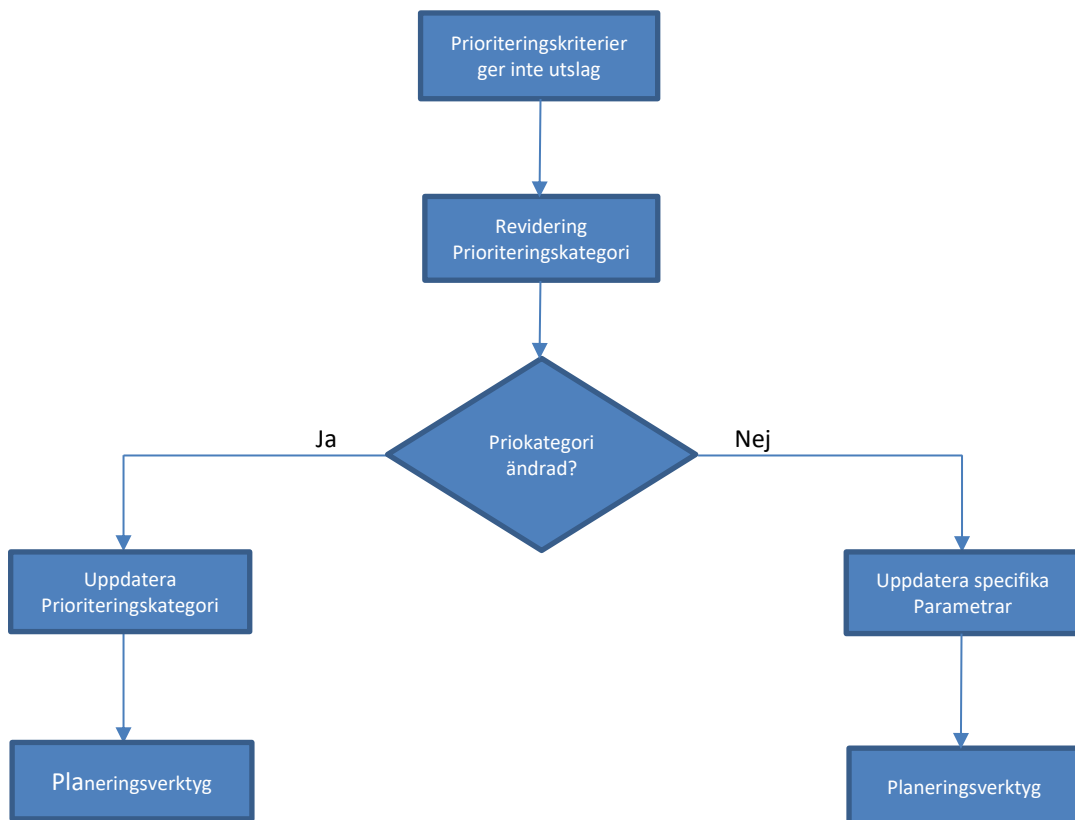 Prioriteringskriterier
ger inte utslag
Revidering
Prioriteringskategori
Priokategori
ändrad?
Ja
Nej
Uppdatera
Prioriteringskategori
Uppdatera specifika
Parametrar
Planeringsverktyg
Planeringsverktyg